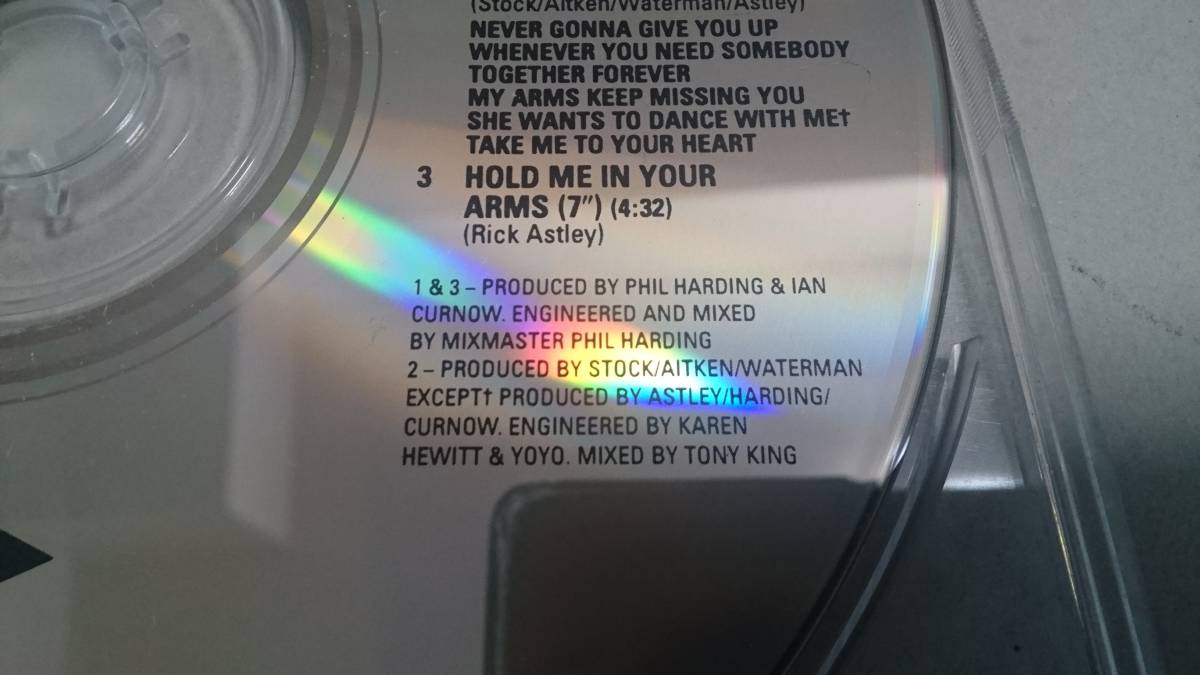 (Stock/Aitken/Waterman/Astley)
NEVER GONNA GIVE YOU UP
WHENEVER YOU NEED SOMEBODY
TOGETHER FOREVER
MY ARMS KEEP MISSING YOU
SHE WANTS TO DANCE WITH ME†
TAKE ME TO YOUR HEART
3 HOLD ME IN YOUR
ARMS (7″) (4:32)
(Rick Astley)
1 & 3 – PRODUCED BY PHIL HARDING & IAN
CURNOW. ENGINEERED AND MIXED
BY MIXMASTER PHIL HARDING
2 – PRODUCED BY STOCK/AITKEN/WATERMAN
EXCEPT† PRODUCED BY ASTLEY/HARDING/
CURNOW. ENGINEERED BY KAREN
HEWITT & YOYO. MIXED BY TONY KING